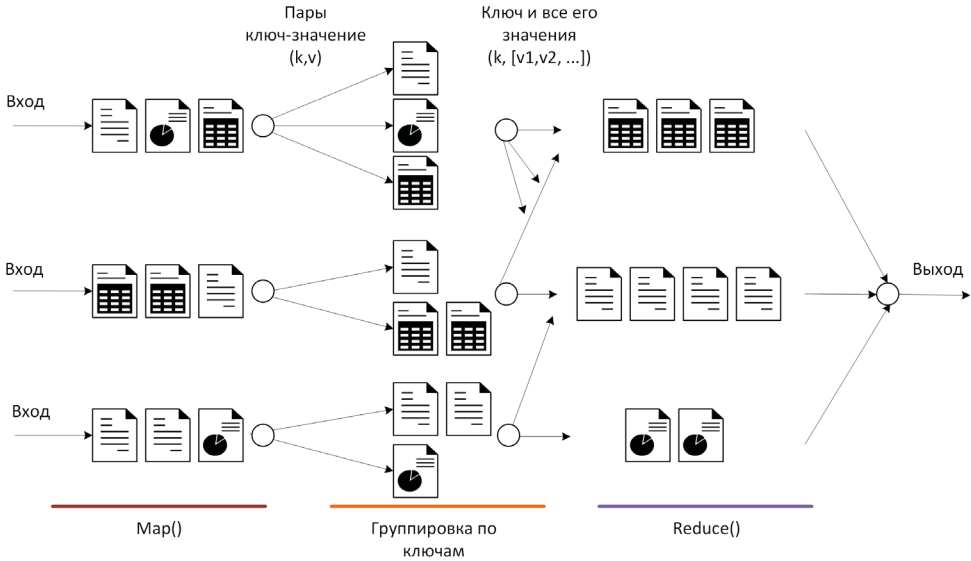 Пары
ключ-значение
(k,v)
Ключ и все его
значения
(k, [v1,v2, ...])
Вход
Вход
Выход
Вход
Map()
Группировка по
ключам
Reduce()